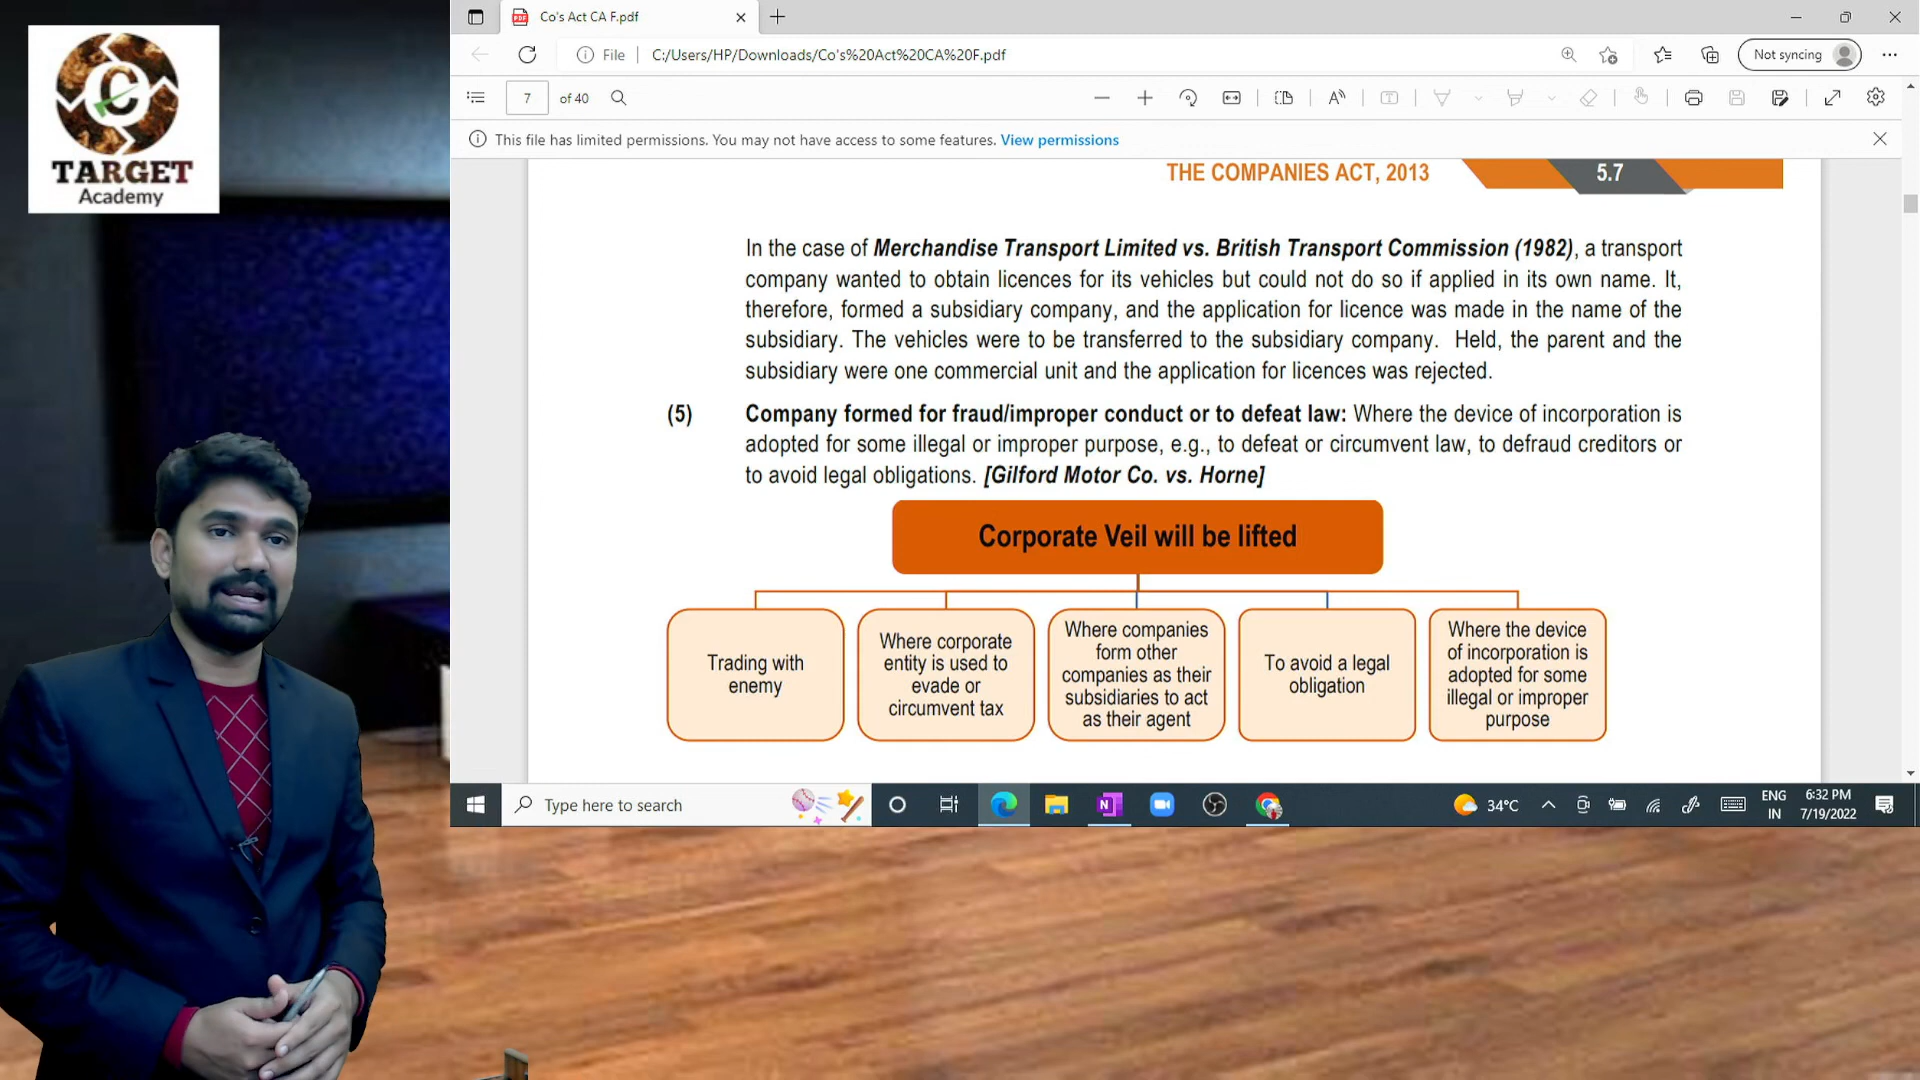 C
TARGET
Academy
Co's Act CA F.pdf
File
C:/Users/HP/Downloads/Co's%20Act%20CA%20F.pdf
Not syncing
7 of 40
This file has limited permissions. You may not have access to some features. View permissions
THE COMPANIES ACT, 2013 5.7
In the case of Merchandise Transport Limited vs. British Transport Commission (1982), a transport
company wanted to obtain licences for its vehicles but could not do so if applied in its own name. It,
therefore, formed a subsidiary company, and the application for licence was made in the name of the
subsidiary. The vehicles were to be transferred to the subsidiary company. Held, the parent and the
subsidiary were one commercial unit and the application for licences was rejected.
(5) Company formed for fraud/improper conduct or to defeat law: Where the device of incorporation is
adopted for some illegal or improper purpose, e.g., to defeat or circumvent law, to defraud creditors or
to avoid legal obligations. [Gilford Motor Co. vs. Horne]
Corporate Veil will be lifted
Trading with
enemy
Where corporate
entity is used to
evade or
circumvent tax
Where companies
form other
companies as their
subsidiaries to act
as their agent
To avoid a legal
obligation
Where the device
of incorporation is
adopted for some
illegal or improper
purpose
Type here to search
34°C
ENG
IN
6:32 PM
7/19/2022